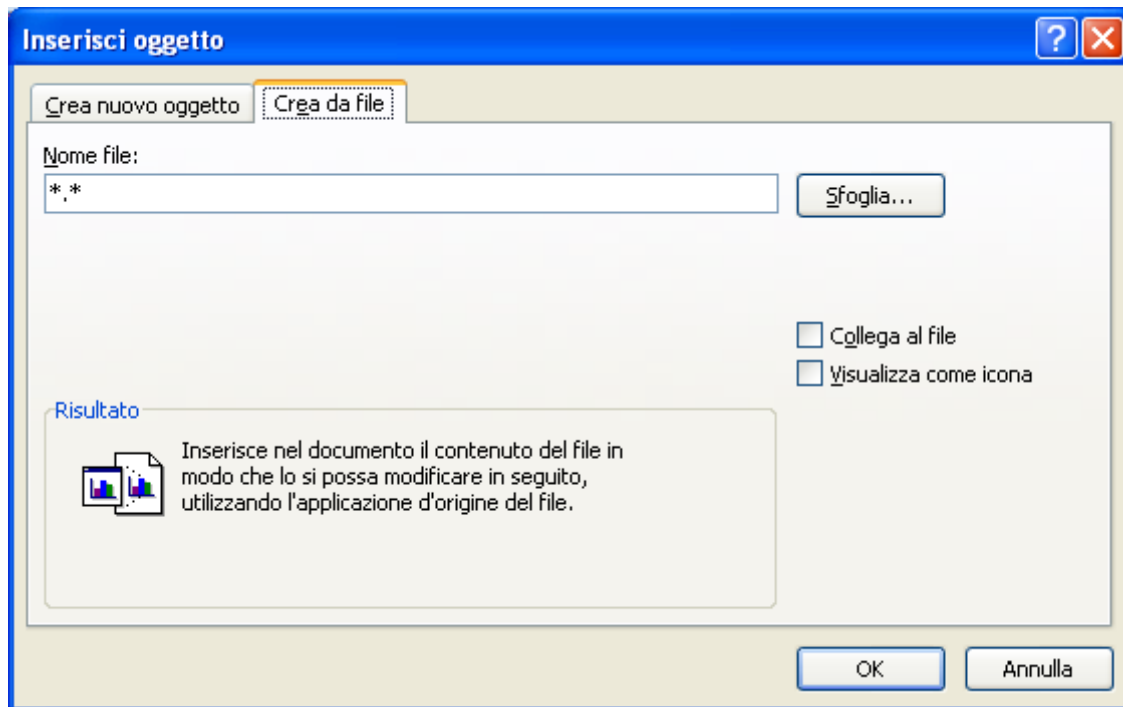 Inserisci oggetto
Crea nuovo oggetto
Crea da file
Nome file:
*.*
Sfoglia...
Collega al file
Visualizza come icona
Risultato
Inserisce nel documento il contenuto del file in
modo che lo si possa modificare in seguito,
utilizzando l'applicazione d'origine del file.
OK
Annulla